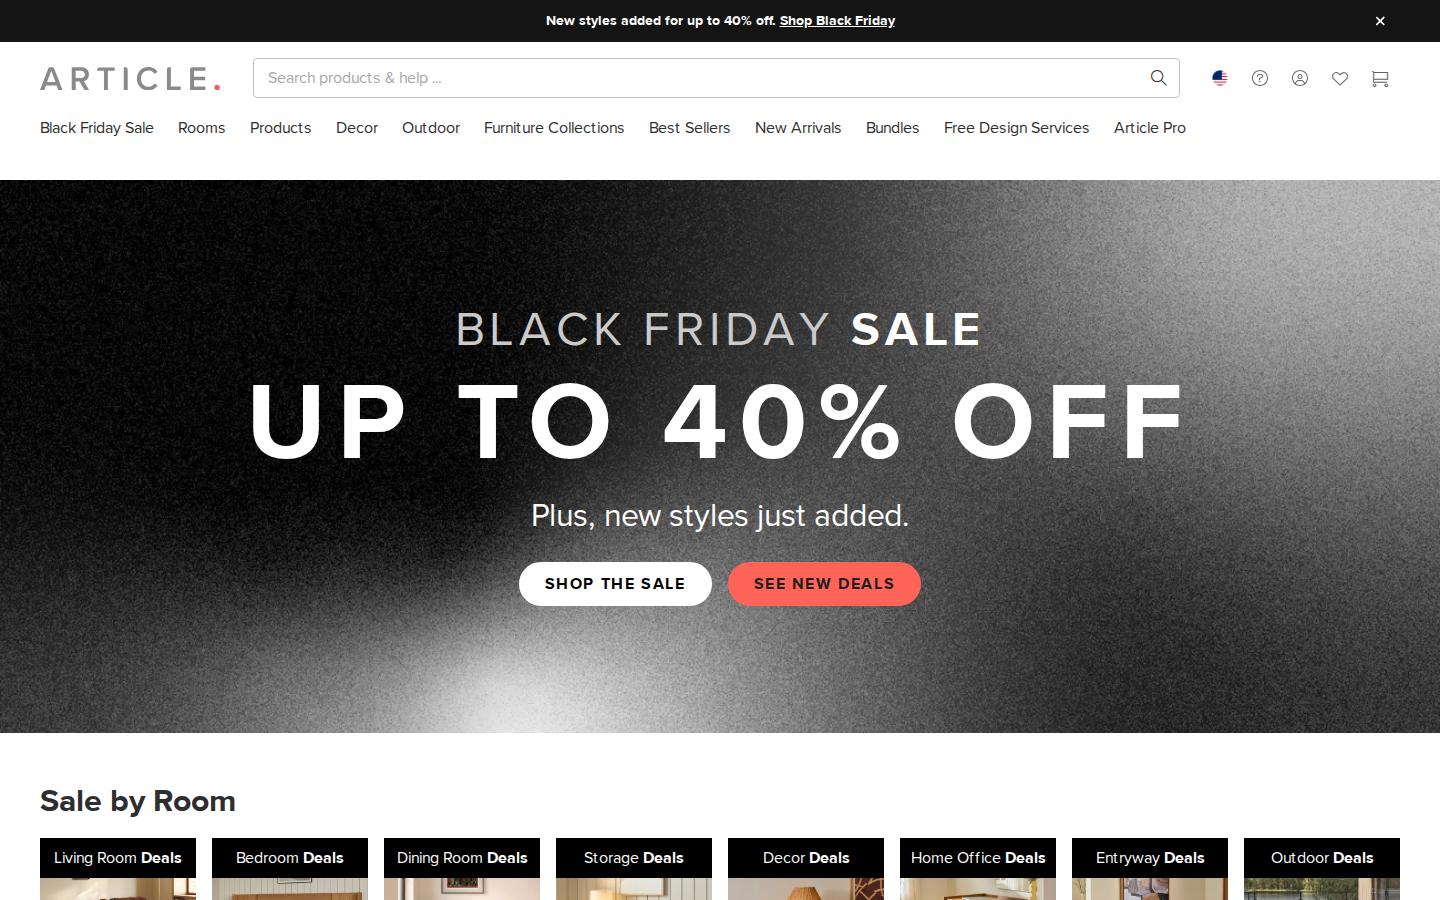 New styles added for up to 40% off. Shop Black Friday
ARTICLE.
Search products & help ...
Black Friday Sale Rooms Products Decor Outdoor Furniture Collections Best Sellers New Arrivals Bundles Free Design Services Article Pro
BLACK FRIDAY SALE
UP TO 40% OFF
Plus, new styles just added.
SHOP THE SALE SEE NEW DEALS
Sale by Room
Living Room Deals Bedroom Deals Dining Room Deals Storage Deals Decor Deals Home Office Deals Entryway Deals Outdoor Deals